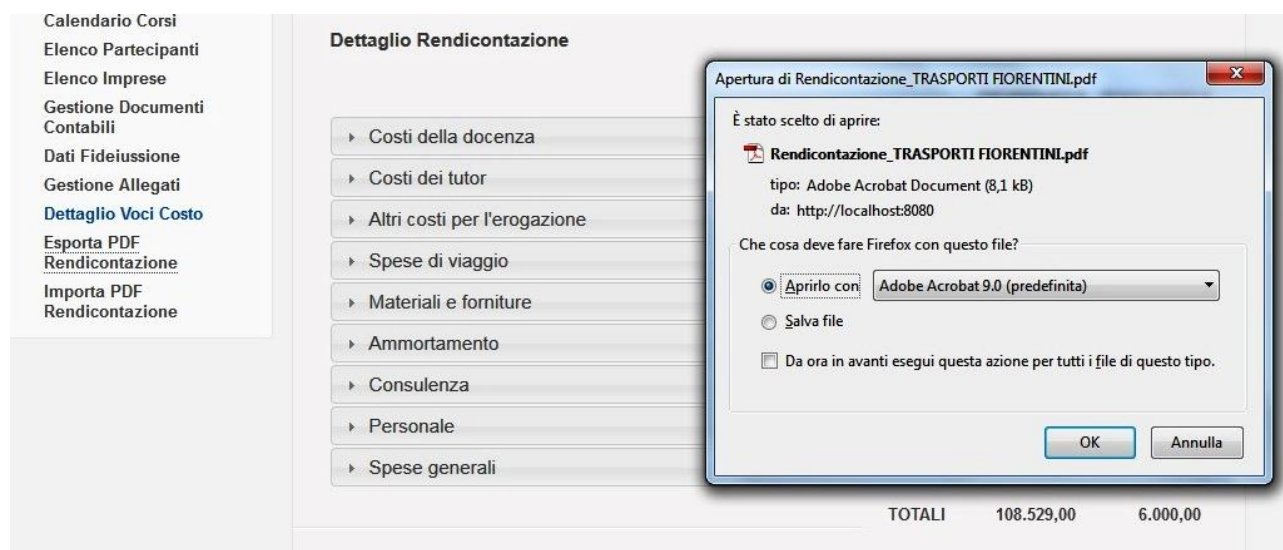 Calendario Corsi
Elenco Partecipanti
Elenco Imprese
Gestione Documenti
Contabili
Dati Fideiussione
Gestione Allegati
Dettaglio Voci Costo
Esporta PDF
Rendicontazione
Importa PDF
Rendicontazione
Dettaglio Rendicontazione
Costi della docenza
Costi dei tutor
Altri costi per l'erogazione
Spese di viaggio
Materiali e forniture
Ammortamento
Consulenza
Personale
Spese generali
TOTALI 108.529,00 6.000,00
Apertura di Rendicontazione_TRASPORTI FIORENTINI.pdf
È stato scelto di aprire:
Rendicontazione_TRASPORTI FIORENTINI.pdf
tipo: Adobe Acrobat Document (8,1 kB)
da: http://localhost:8080
Che cosa deve fare Firefox con questo file?
Aprirlo con Adobe Acrobat 9.0 (predefinita)
Salva file
Da ora in avanti esegui questa azione per tutti i file di questo tipo.
OK Annulla